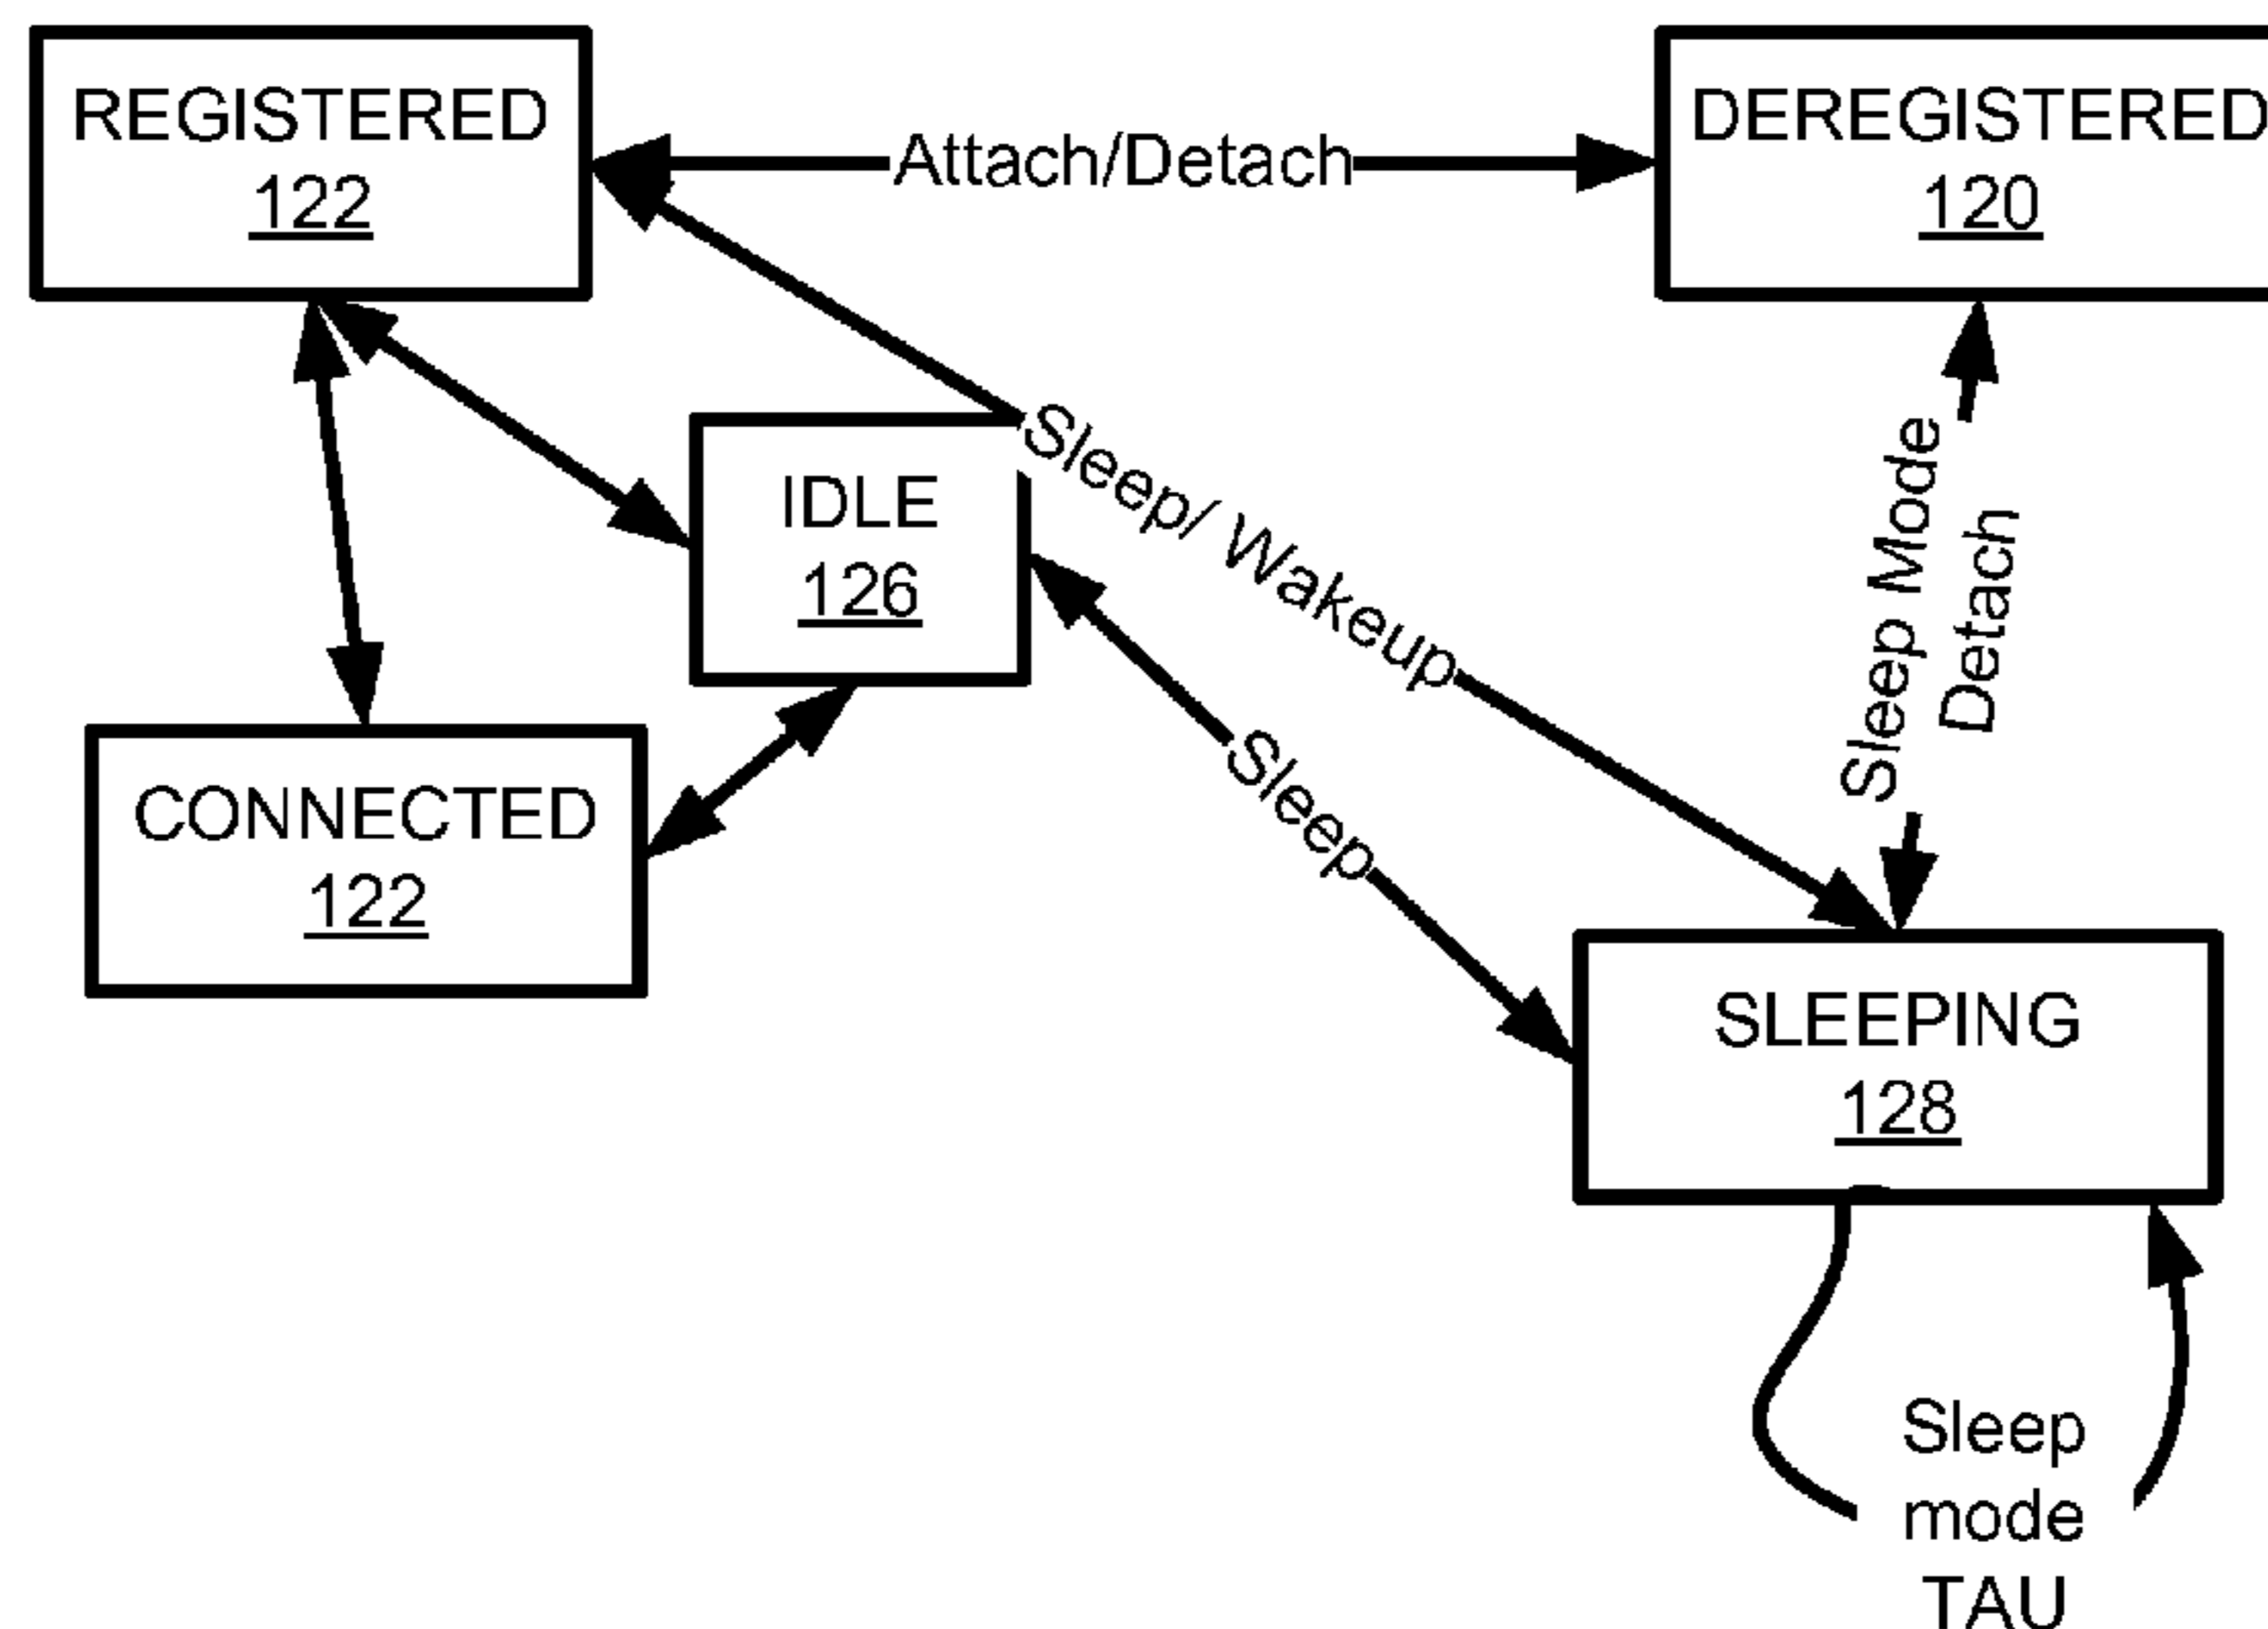 REGISTERED
122
Attach/Detach
DEREGISTERED
120
IDLE
126
Sleep/ Wakeup
Sleep Mode
Detach
CONNECTED
122
Sleep
SLEEPING
128
Sleep
mode
TAU